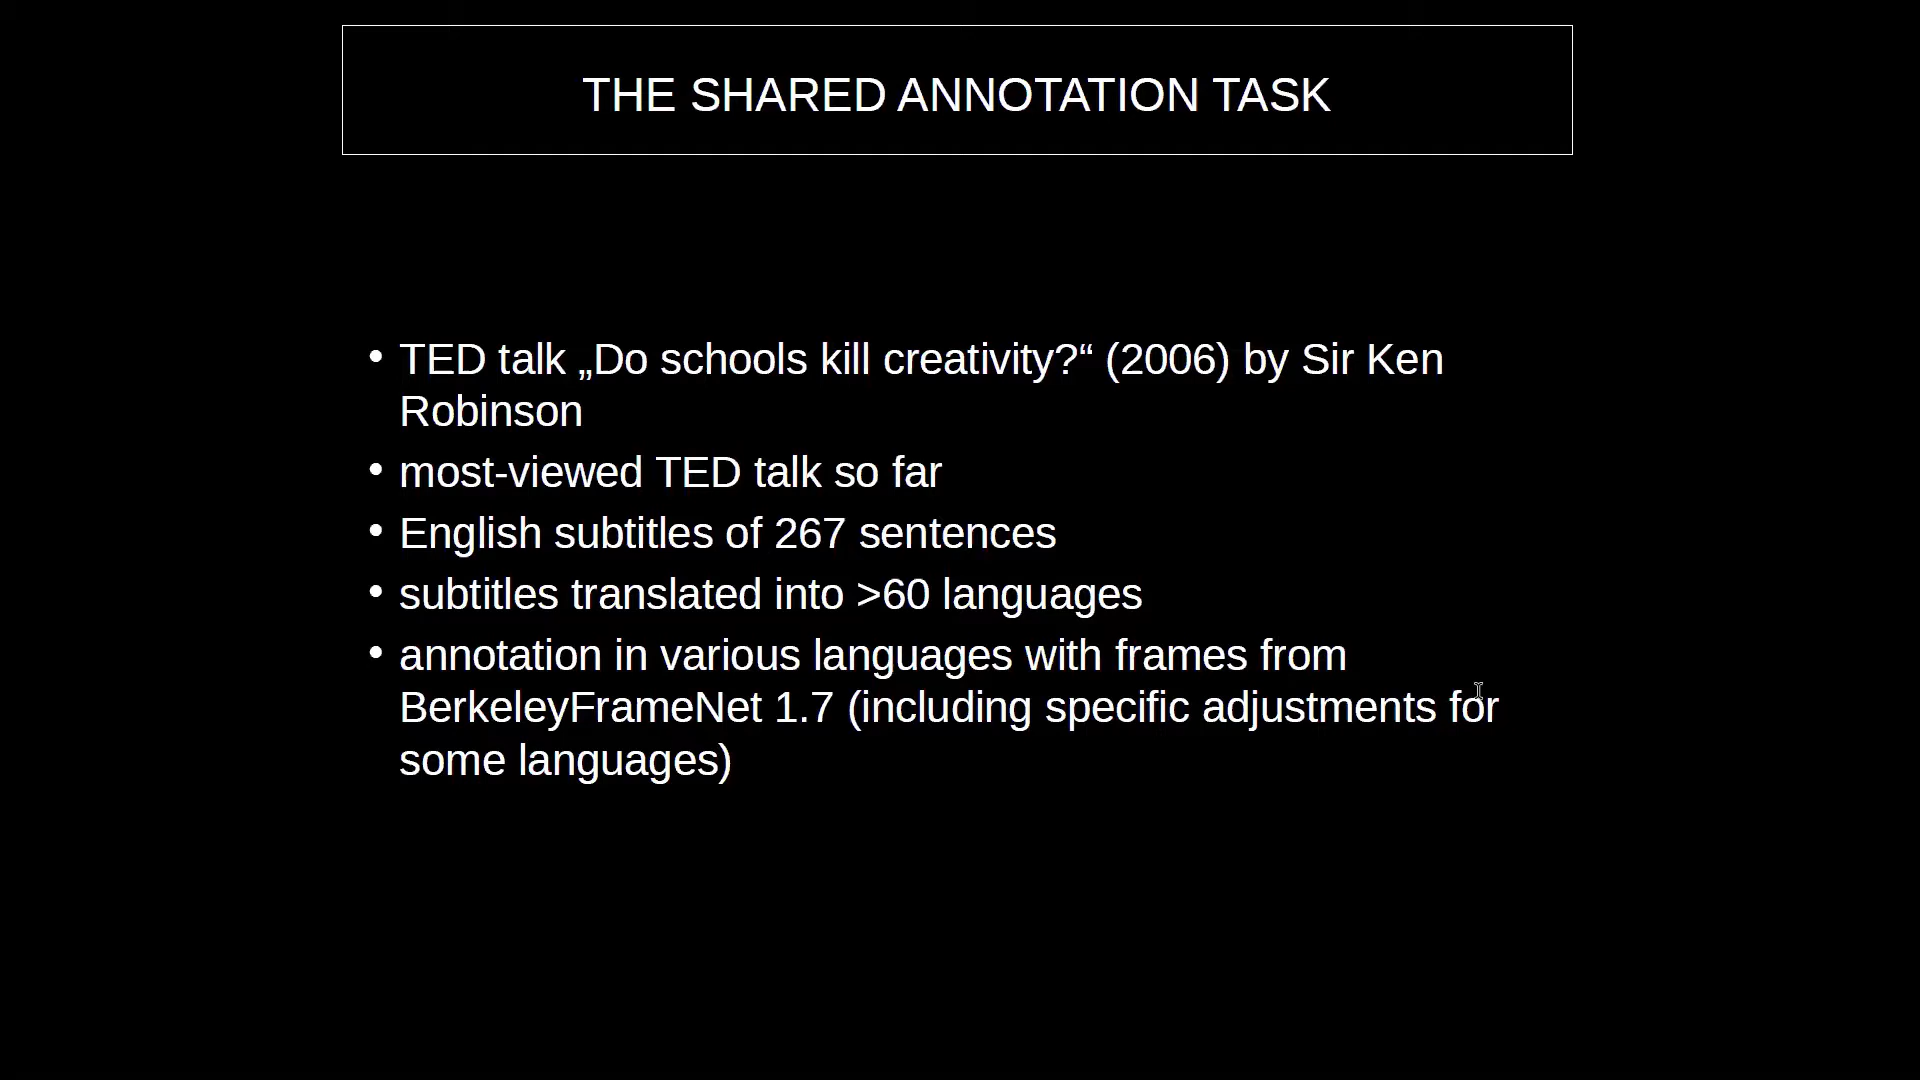 THE SHARED ANNOTATION TASK
• TED talk „Do schools kill creativity?“ (2006) by Sir Ken
Robinson
• most-viewed TED talk so far
• English subtitles of 267 sentences
• subtitles translated into >60 languages
• annotation in various languages with frames from
BerkeleyFrameNet 1.7 (including specific adjustments for
some languages)